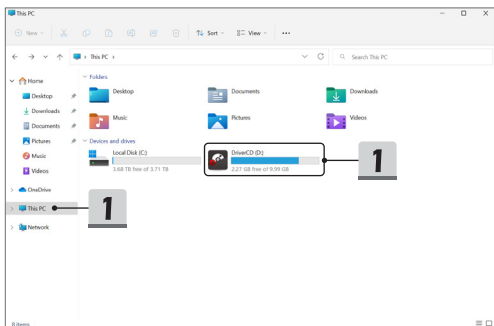 This PC
New
Sort
View
This PC
Search This PC
Home
Desktop
Downloads
Documents
Pictures
Music
Videos
OneDrive
This PC
Network
Folders
Desktop
Documents
Downloads
Music
Pictures
Videos
Devices and drives
Local Disk (C:)
3.68 TB free of 3.71 TB
DriverCD (D:)
2.27 GB free of 9.99 GB
1
1
8 items